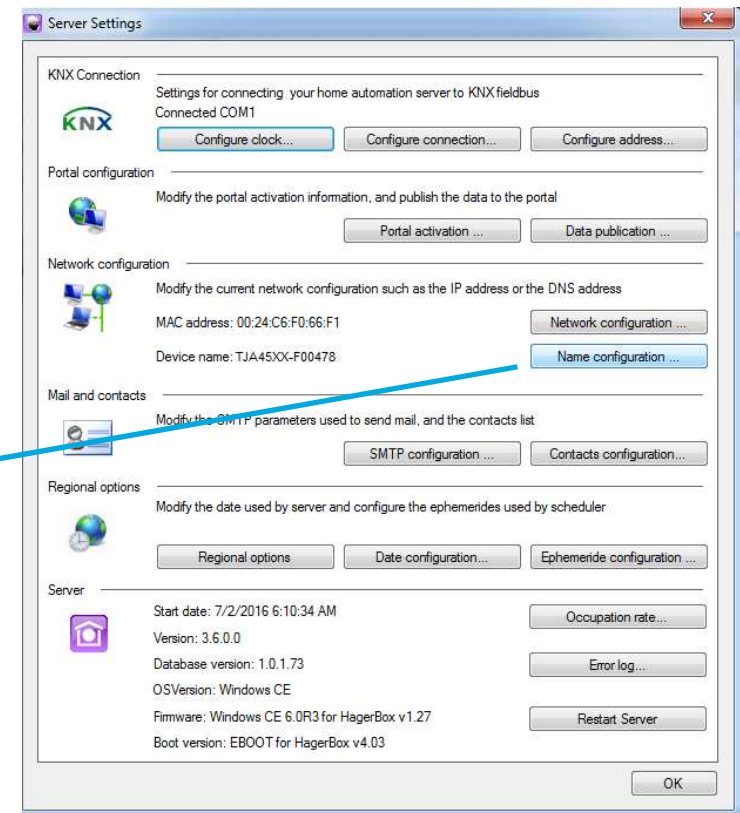 Server Settings
x
KNX Connection
Settings for connecting your home automation server to KNX fieldbus
KNX
Connected COM1
Configure clock... Configure connection... Configure address...
Portal configuration
Modify the portal activation information, and publish the data to the portal
Portal activation ... Data publication ...
Network configuration
Modify the current network configuration such as the IP address or the DNS address
MAC address: 00:24:C6:F0:66:F1 Network configuration ...
Device name: TJA45XX-F00478 Name configuration ...
Mail and contacts
Modify the SMTP parameters used to send mail, and the contacts list
SMTP configuration ... Contacts configuration...
Regional options
Modify the date used by server and configure the ephemerides used by scheduler
Regional options Date configuration... Ephemeride configuration ...
Server
Start date: 7/2/2016 6:10:34 AM Occupation rate...
Version: 3.6.0.0
Database version: 1.0.1.73 Error log...
OSVersion: Windows CE
Firmware: Windows CE 6.0R3 for HagerBox v1.27 Restart Server
Boot version: EBOOT for HagerBox v4.03
OK